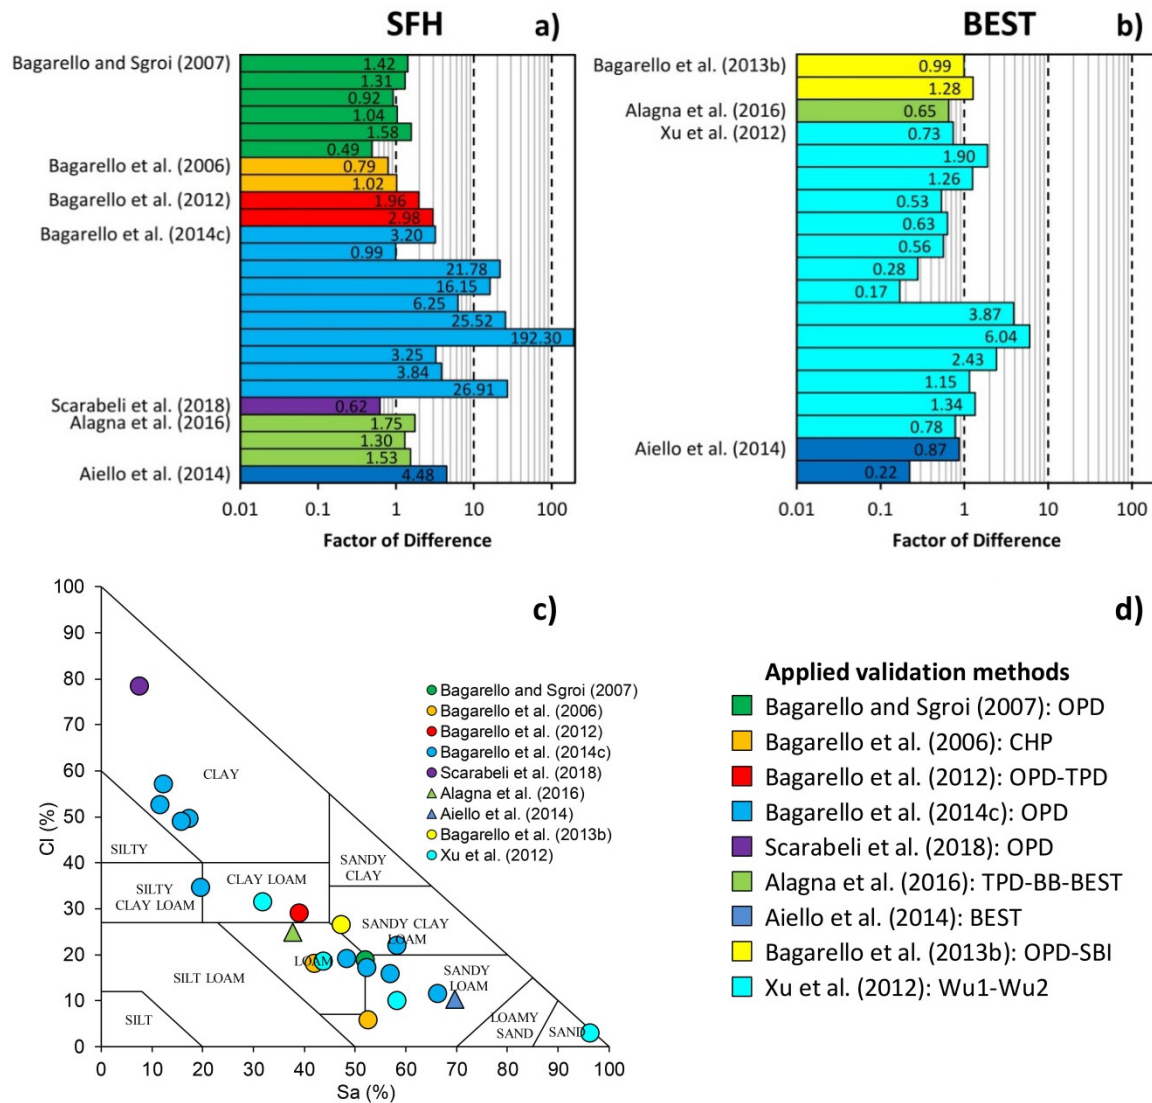 SFH
a)
Bagarello and Sgroi (2007)
1.42
1.31
0.92
1.04
1.58
0.49
Bagarello et al. (2006)
0.79
1.02
Bagarello et al. (2012)
1.96
2.98
Bagarello et al. (2014c)
3.20
0.99
21.78
16.15
6.25
25.52
192.30
3.25
3.84
26.91
Scarabeli et al. (2018)
0.62
Alagna et al. (2016)
1.75
1.30
1.53
Aiello et al. (2014)
4.48
0.01 0.1 1 10 100
Factor of Difference
BEST
b)
Bagarello et al. (2013b)
0.99
1.28
Alagna et al. (2016)
0.65
Xu et al. (2012)
0.73
1.90
1.26
0.53
0.63
0.56
0.28
0.17
3.87
6.04
2.43
1.15
1.34
0.78
Aiello et al. (2014)
0.87
0.22
0.01 0.1 1 10 100
Factor of Difference
c)
100
90
80
70
60
50
40
30
20
10
0
Cl (%)
CLAY
SILTY
SANDY
CLAY
SILTY
CLAY LOAM
CLAY LOAM
SANDY CLAY
LOAM
LOAM
SILT LOAM
SANDY
LOAM
SILT
LOAMY
SAND
SAND
Bagarello and Sgroi (2007)
Bagarello et al. (2006)
Bagarello et al. (2012)
Bagarello et al. (2014c)
Scarabeli et al. (2018)
Alagna et al. (2016)
Aiello et al. (2014)
Bagarello et al. (2013b)
Xu et al. (2012)
0 10 20 30 40 50 60 70 80 90 100
Sa (%)
d)
Applied validation methods
Bagarello and Sgroi (2007): OPD
Bagarello et al. (2006): CHP
Bagarello et al. (2012): OPD-TPD
Bagarello et al. (2014c): OPD
Scarabeli et al. (2018): OPD
Alagna et al. (2016): TPD-BB-BEST
Aiello et al. (2014): BEST
Bagarello et al. (2013b): OPD-SBI
Xu et al. (2012): Wu1-Wu2